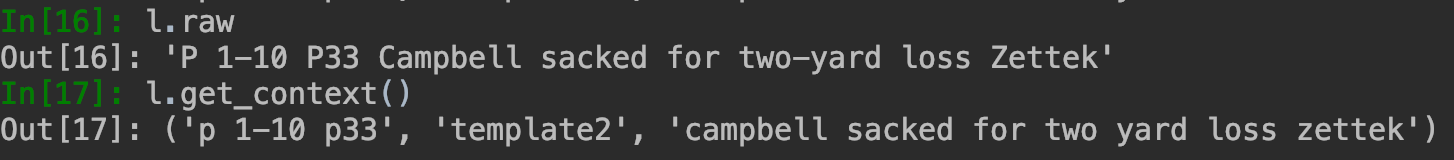 In[16]: l.raw
Out[16]: 'P 1-10 P33 Campbell sacked for two-yard loss Zettek'
In[17]: l.get_context()
Out[17]: ('p 1-10 p33', 'template2', 'campbell sacked for two yard loss zettek')